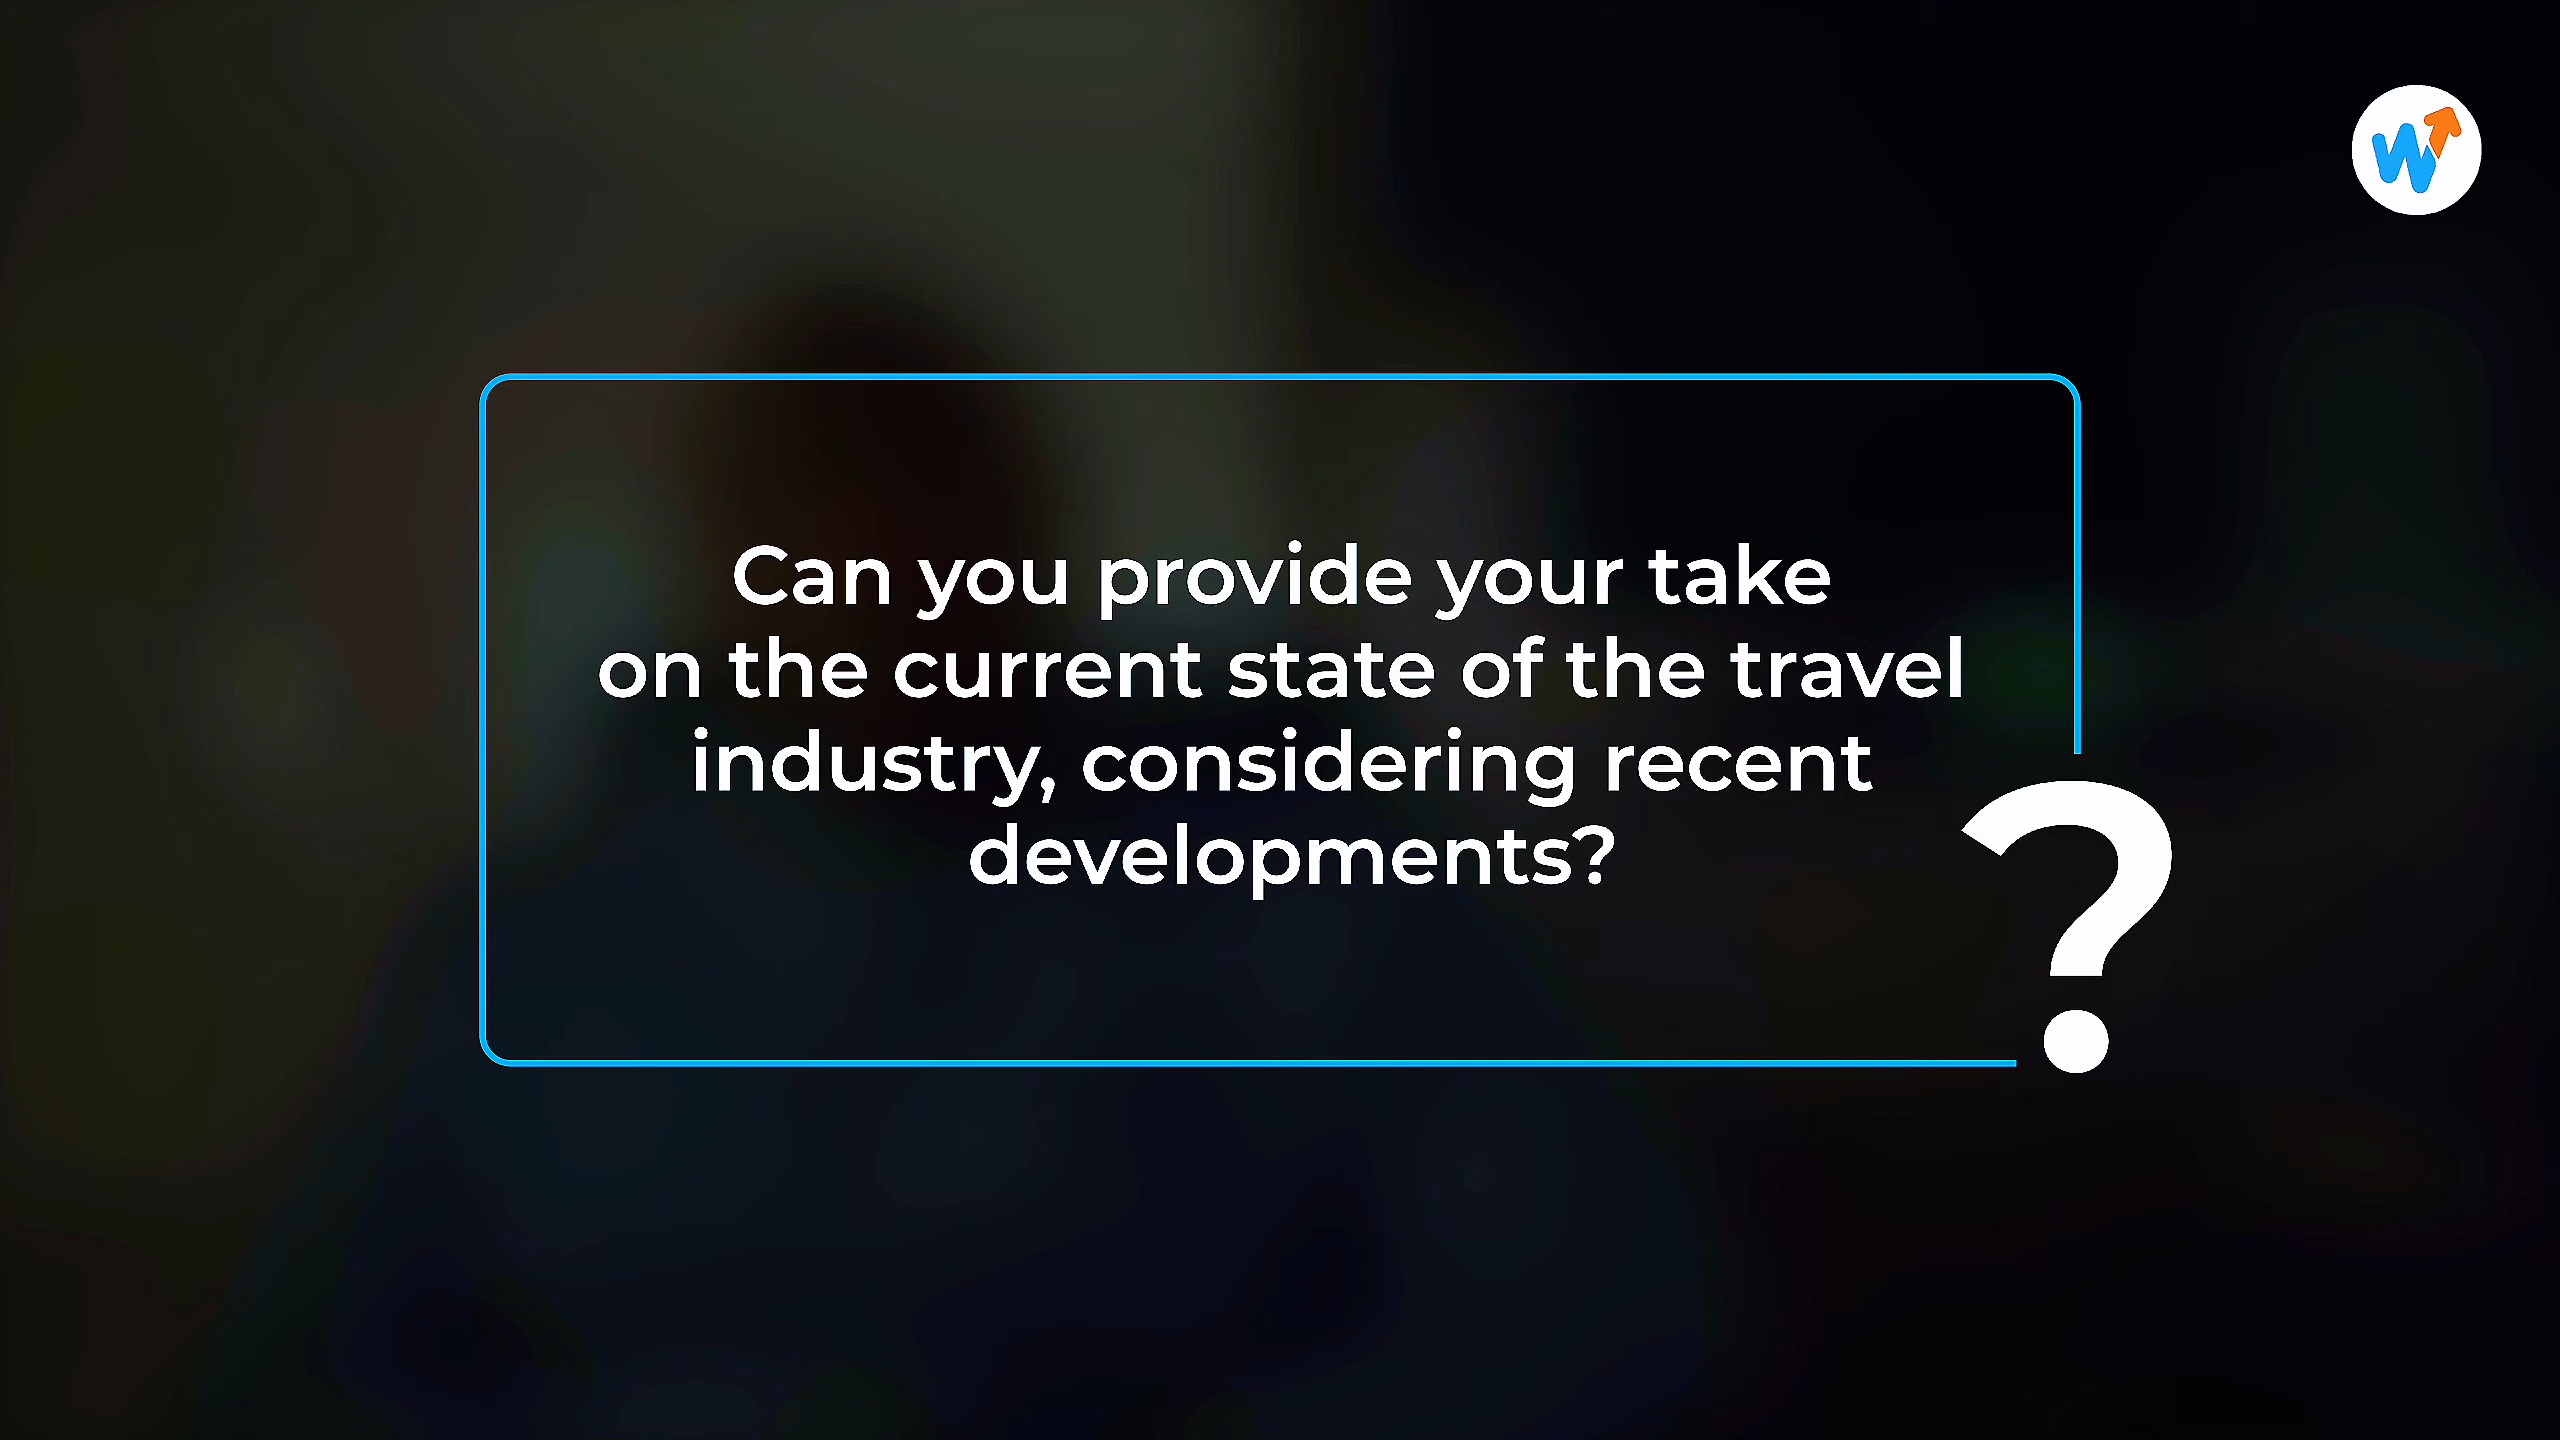 Can you provide your take
on the current state of the travel
industry, considering recent
developments?
?
W